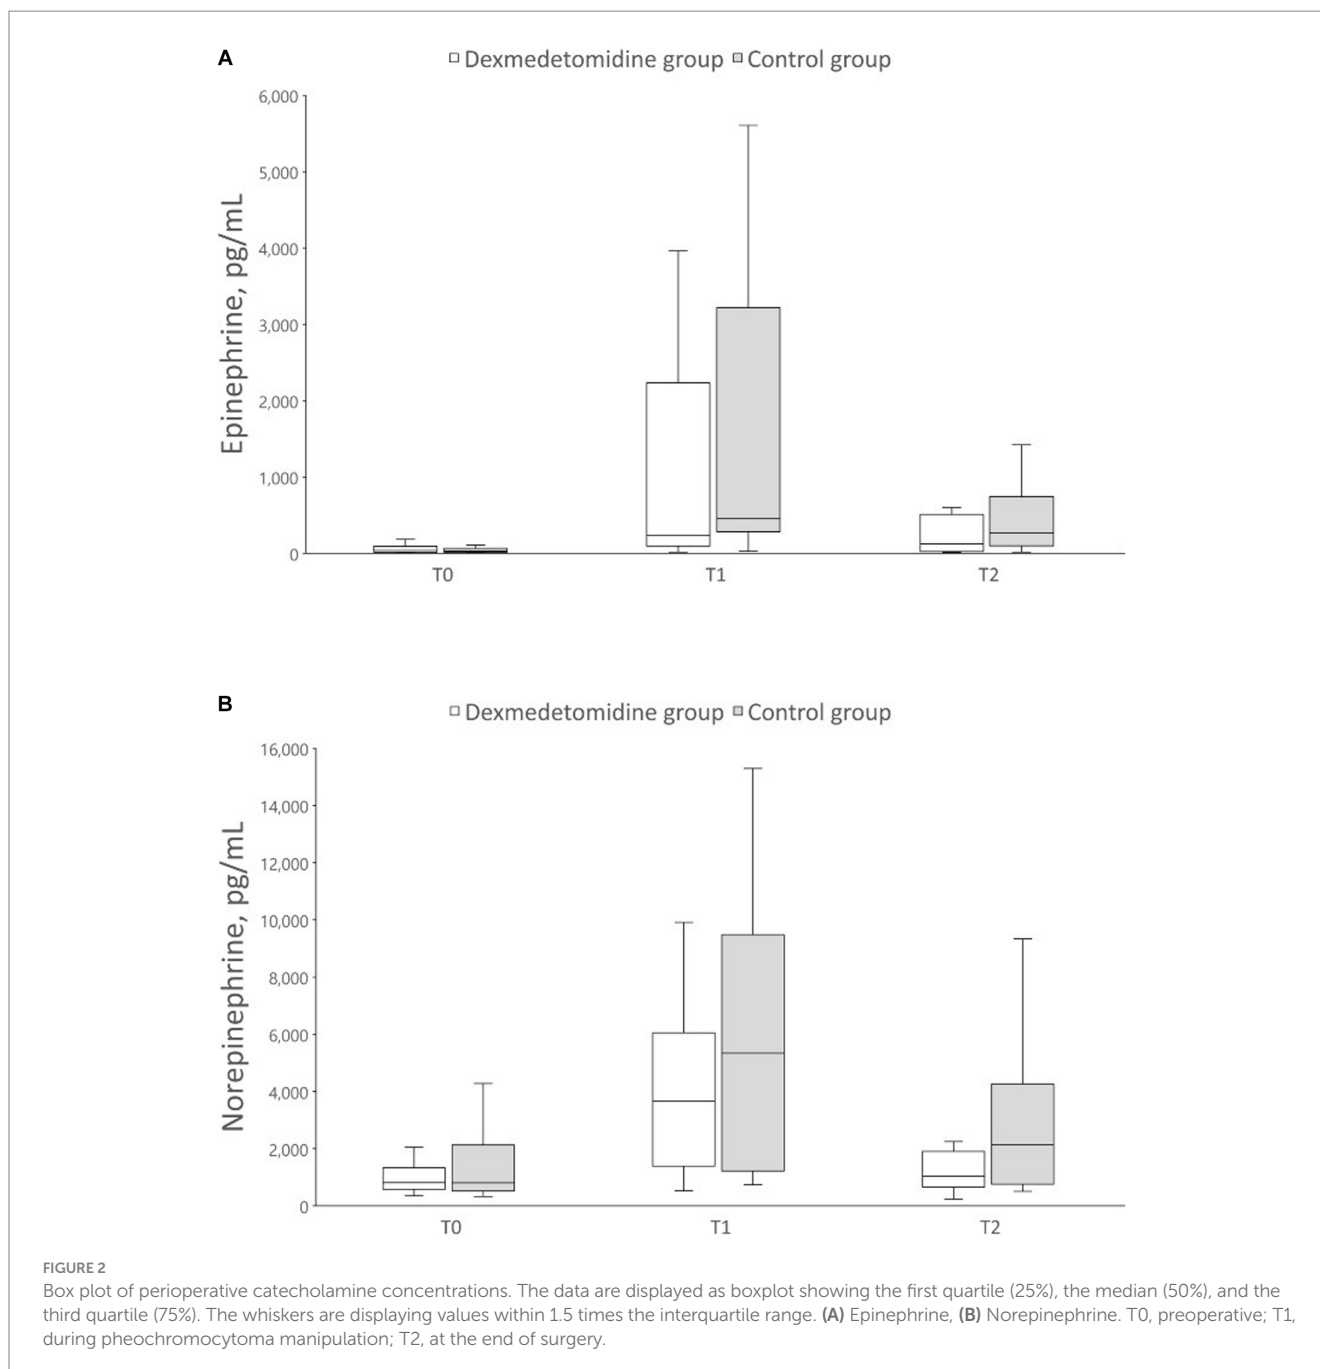 A
Dexmedetomidine group Control group
6,000
5,000
4,000
3,000
2,000
1,000
0
Epinephrine, pg/mL
T0 T1 T2
B
Dexmedetomidine group Control group
16,000
14,000
12,000
10,000
8,000
6,000
4,000
2,000
0
Norepinephrine, pg/mL
T0 T1 T2
FIGURE 2
Box plot of perioperative catecholamine concentrations. The data are displayed as boxplot showing the first quartile (25%), the median (50%), and the
third quartile (75%). The whiskers are displaying values within 1.5 times the interquartile range. (A) Epinephrine, (B) Norepinephrine. T0, preoperative; T1,
during pheochromocytoma manipulation; T2, at the end of surgery.